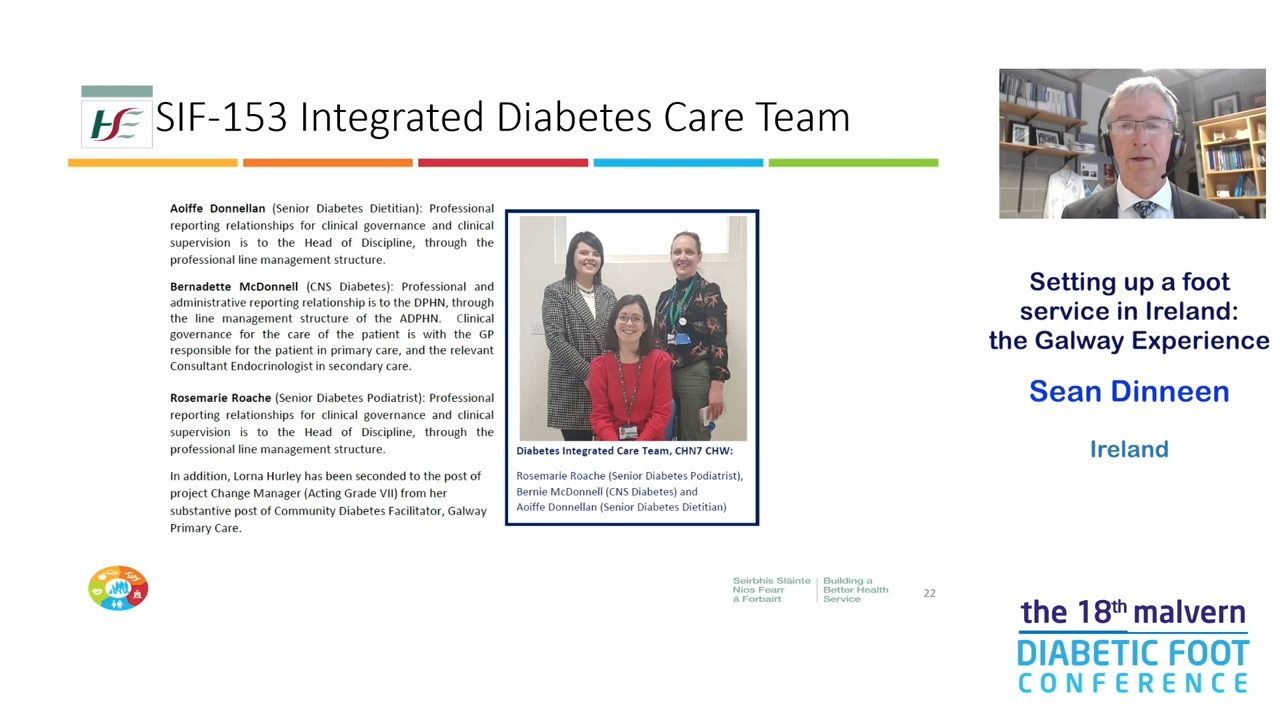 HSE
SIF-153 Integrated Diabetes Care Team
Aoiffe Donnellan (Senior Diabetes Dietitian): Professional
reporting relationships for clinical governance and clinical
supervision is to the Head of Discipline, through the
professional line management structure.
Bernadette McDonnell (CNS Diabetes): Professional and
administrative reporting relationship is to the DPHN, through
the line management structure of the ADPHN. Clinical
governance for the care of the patient is with the GP
responsible for the patient in primary care, and the relevant
Consultant Endocrinologist in secondary care.
Rosemarie Roache (Senior Diabetes Podiatrist): Professional
reporting relationships for clinical governance and clinical
supervision is to the Head of Discipline, through the
professional line management structure.
In addition, Lorna Hurley has been seconded to the post of
project Change Manager (Acting Grade VII) from her
substantive post of Community Diabetes Facilitator, Galway
Primary Care.
Diabetes Integrated Care Team, CHN7 CHW:
Rosemarie Roache (Senior Diabetes Podiatrist),
Bernie McDonnell (CNS Diabetes) and
Aoiffe Donnellan (Senior Diabetes Dietitian)
Seirbhís Sláinte
Níos Fearr
á Forbairt
Building a
Better Health
Service
22
Setting up a foot
service in Ireland:
the Galway Experience
Sean Dinneen
Ireland
the 18th malvern
DIABETIC FOOT
CONFERENCE